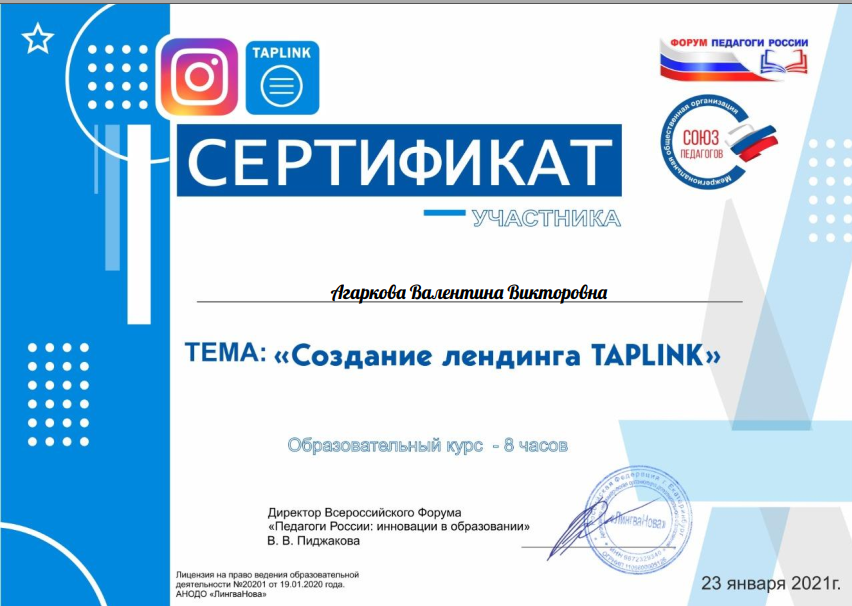 TAPLINK
ФОРУМ ПЕДАГОГИ РОССИИ
Межрегиональная общественная организация
СОЮЗ
ПЕДАГОГОВ
СЕРТИФИКАТ
УЧАСТНИКА
Агаркова Валентина Викторовна
ТЕМА: «Создание лендинга TAPLINK»
Образовательный курс - 8 часов
Директор Всероссийского Форума
«Педагоги России: инновации в образовании»
В. В. Пиджакова
«ЛингваНова»
Лицензия на право ведения образовательной
деятельности №20201 от 19.01.2020 года.
АНОДО «ЛингваНова»
23 января 2021г.